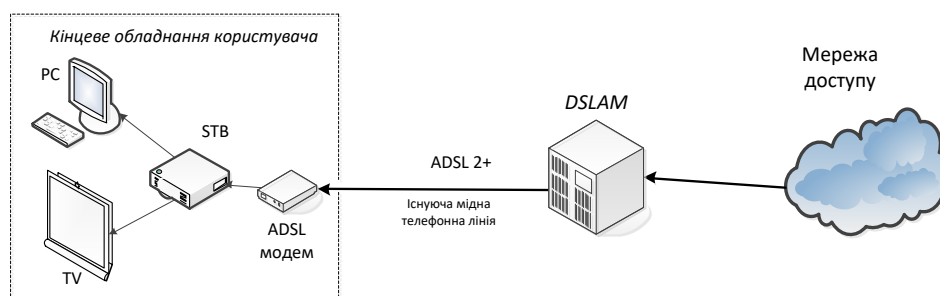 Кінцеве обладнання користувача
PC
STB
TV
ADSL
модем
ADSL 2+
Існуюча мідна
телефонна лінія
DSLAM
Мережа
доступу